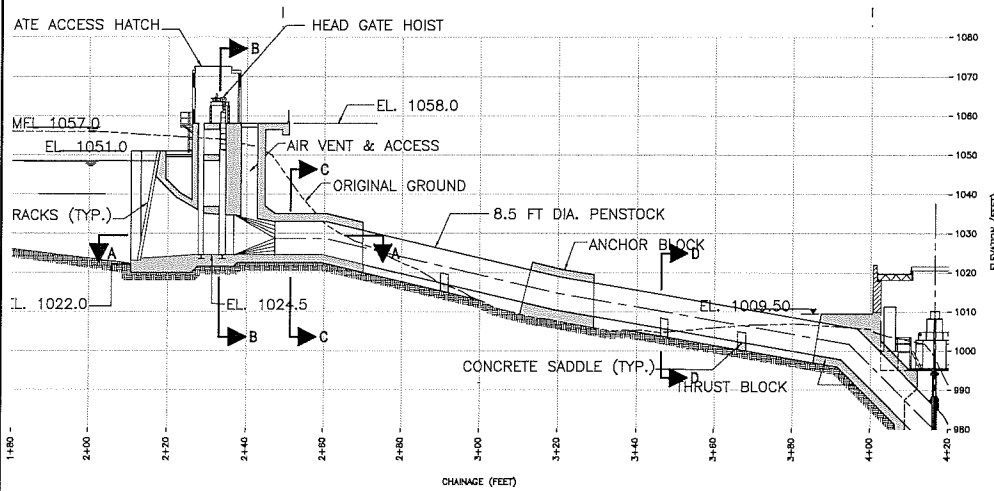 ATE ACCESS HATCH
B
HEAD GATE HOIST
1080
1070
EL. 1058.0
1060
MFL 1057.0
EL. 1051.0
AIR VENT & ACCESS
1050
C
ORIGINAL GROUND
1040
RACKS (TYP.)
8.5 FT DIA. PENSTOCK
1030
A
A
ANCHOR BLOCK
D
1020
EL. 1022.0
EL. 1024.5
EL. 1009.50
1010
B
C
CONCRETE SADDLE (TYP.)
1000
D
THRUST BLOCK
990
980
ELEVATION (FEET)
1+80
2+00
2+20
2+40
2+60
2+80
3+00
3+20
3+40
3+60
3+80
4+00
4+20
CHAINAGE (FEET)